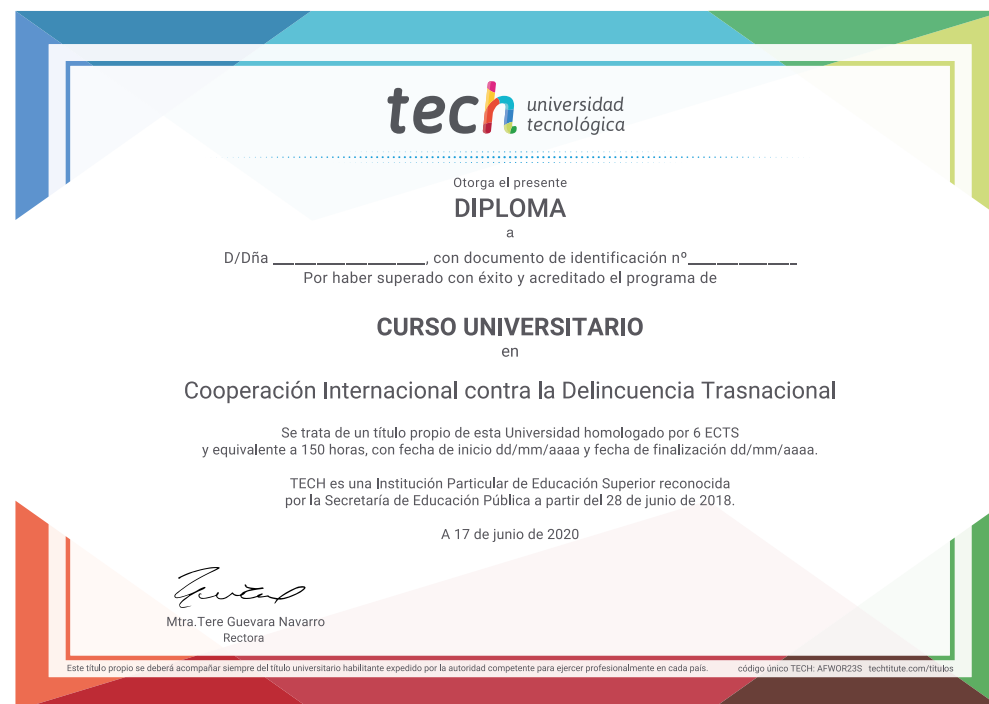 tech universidad
tecnológica
Otorga el presente
DIPLOMA
a
D/Dña ____________________, con documento de identificación nº______________
Por haber superado con éxito y acreditado el programa de
CURSO UNIVERSITARIO
en
Cooperación Internacional contra la Delincuencia Trasnacional
Se trata de un título propio de esta Universidad homologado por 6 ECTS
y equivalente a 150 horas, con fecha de inicio dd/mm/aaaa y fecha de finalización dd/mm/aaaa.
TECH es una Institución Particular de Educación Superior reconocida
por la Secretaría de Educación Pública a partir del 28 de junio de 2018.
A 17 de junio de 2020
Mtra.Tere Guevara Navarro
Rectora
Este título propio se deberá acompañar siempre del título universitario habilitante expedido por la autoridad competente para ejercer profesionalmente en cada país. código único TECH: AFWOR23S techtitute.com/titulos